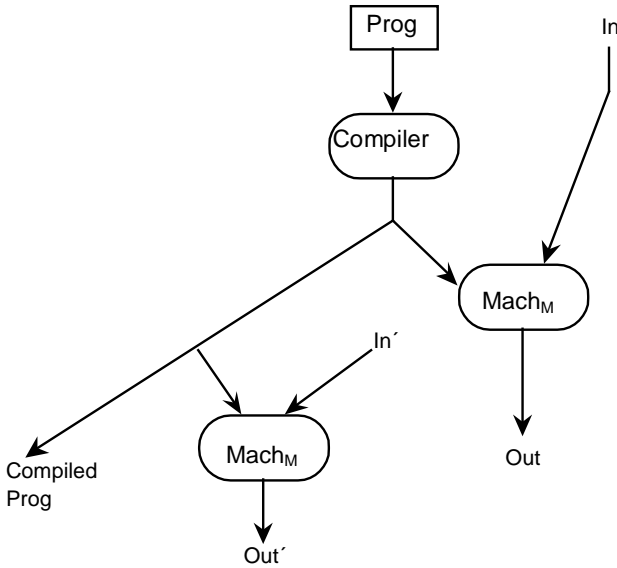 Prog
In
Compiler
Mach_M
In´
Mach_M
Out
Compiled
Prog
Out´